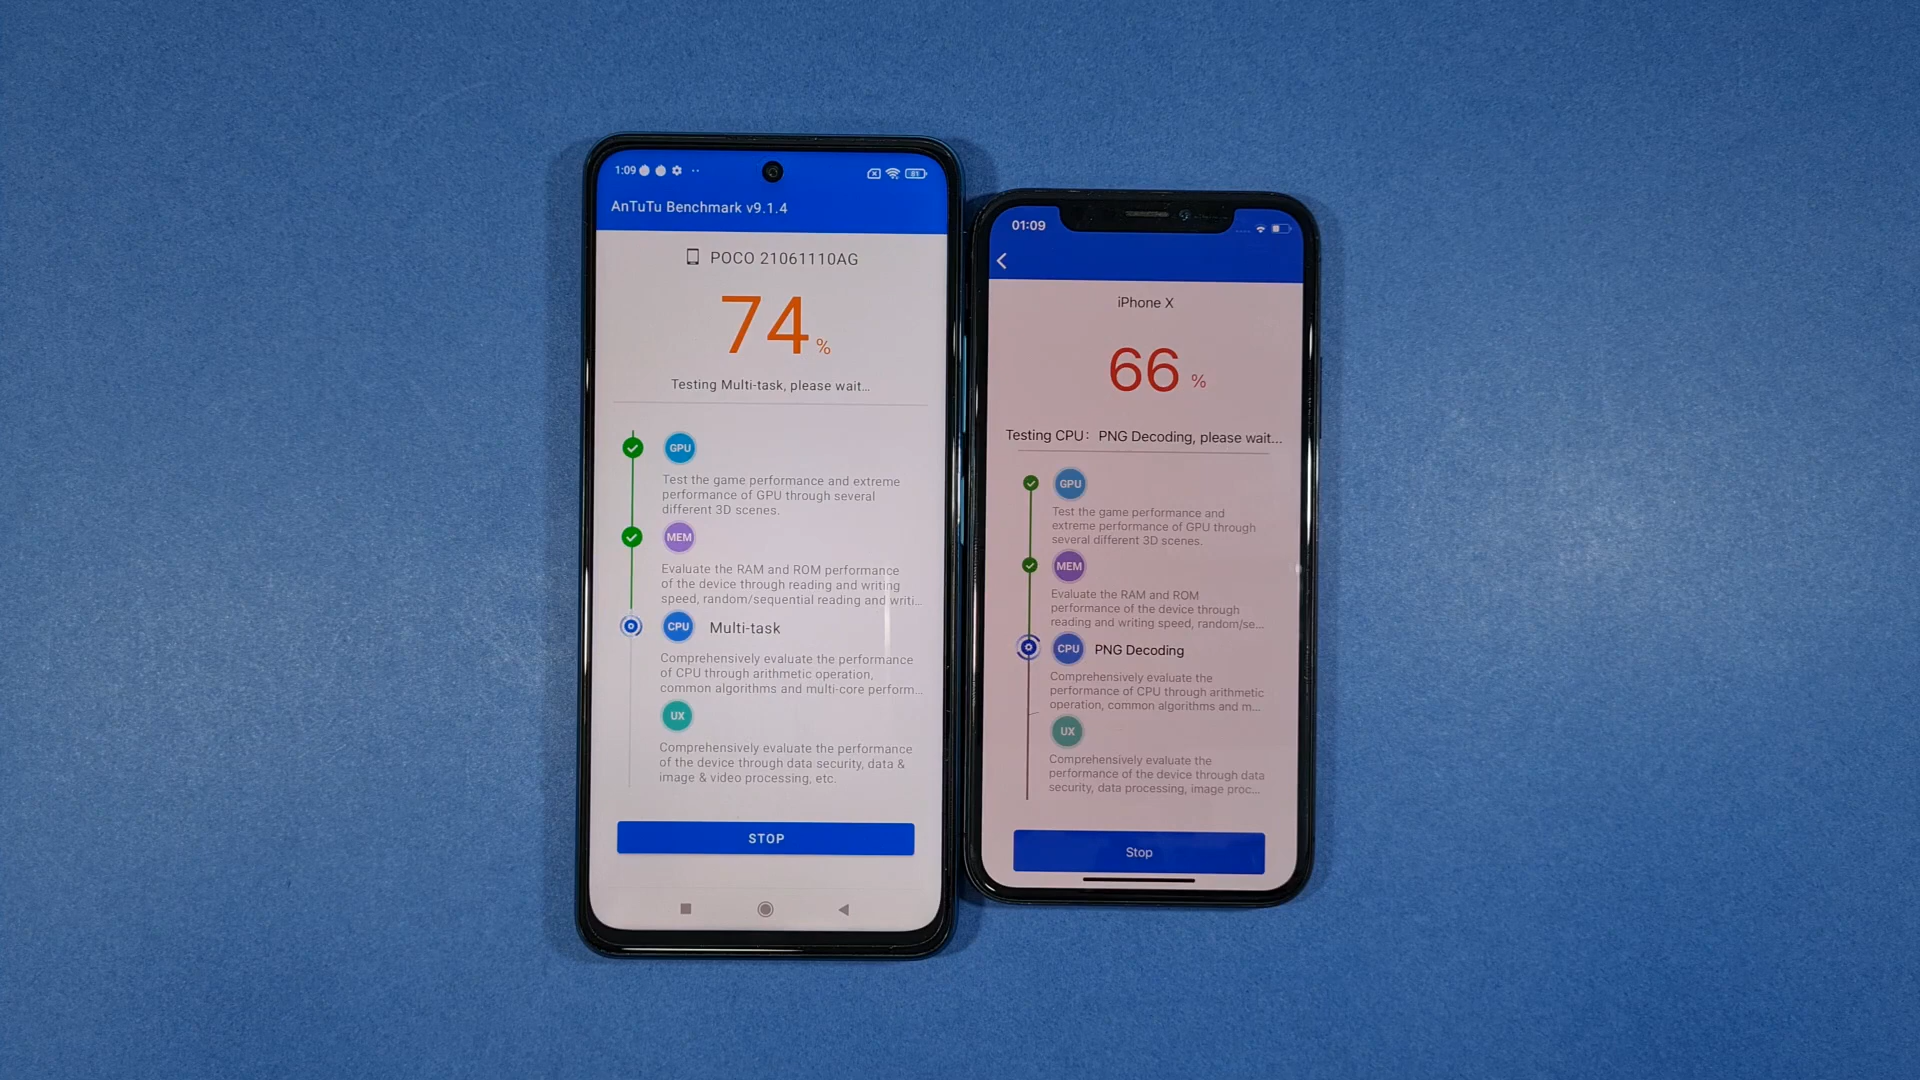 1:09
81
AnTuTu Benchmark v9.1.4
POCO 21061110AG
74 %
Testing Multi-task, please wait...
GPU
Test the game performance and extreme
performance of GPU through several
different 3D scenes.
MEM
Evaluate the RAM and ROM performance
of the device through reading and writing
speed, random/sequential reading and writi...
CPU Multi-task
Comprehensively evaluate the performance
of CPU through arithmetic operation,
common algorithms and multi-core perform...
UX
Comprehensively evaluate the performance
of the device through data security, data &
image & video processing, etc.
STOP
01:09
iPhone X
66 %
Testing CPU: PNG Decoding, please wait...
GPU
Test the game performance and
extreme performance of GPU through
several different 3D scenes.
MEM
Evaluate the RAM and ROM
performance of the device through
reading and writing speed, random/se...
CPU PNG Decoding
Comprehensively evaluate the
performance of CPU through arithmetic
operation, common algorithms and m...
UX
Comprehensively evaluate the
performance of the device through data
security, data processing, image proc...
Stop